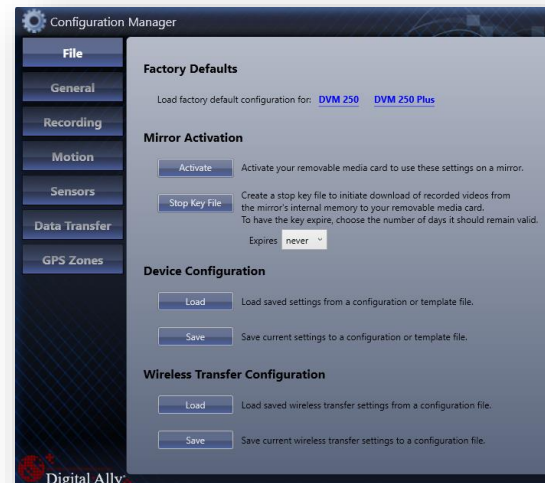 Configuration Manager
File
General
Recording
Motion
Sensors
Data Transfer
GPS Zones
Factory Defaults
Load factory default configuration for: DVM 250 DVM 250 Plus
Mirror Activation
Activate Activate your removable media card to use these settings on a mirror.
Stop Key File Create a stop key file to initiate download of recorded videos from
the mirror's internal memory to your removable media card.
To have the key expire, choose the number of days it should remain valid.
Expires never
Device Configuration
Load Load saved settings from a configuration or template file.
Save Save current settings to a configuration or template file.
Wireless Transfer Configuration
Load Load saved wireless transfer settings from a configuration file.
Save Save current wireless transfer settings to a configuration file.
Digital Ally